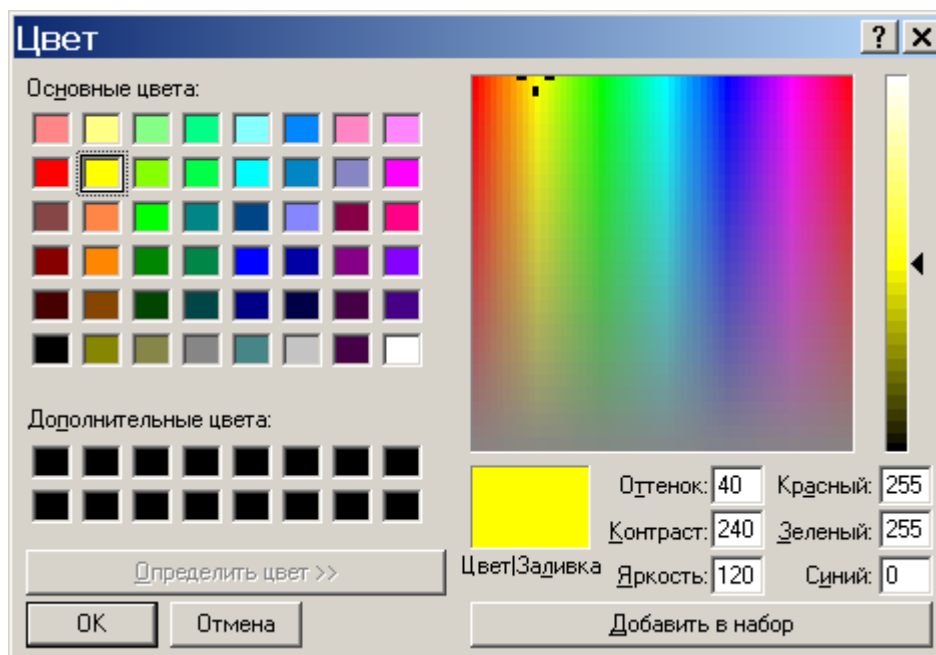 Цвет
Основные цвета:
Дополнительные цвета:
Определить цвет >>
OK
Отмена
Цвет|Заливка
Оттенок: 40
Контраст: 240
Яркость: 120
Красный: 255
Зеленый: 255
Синий: 0
Добавить в набор